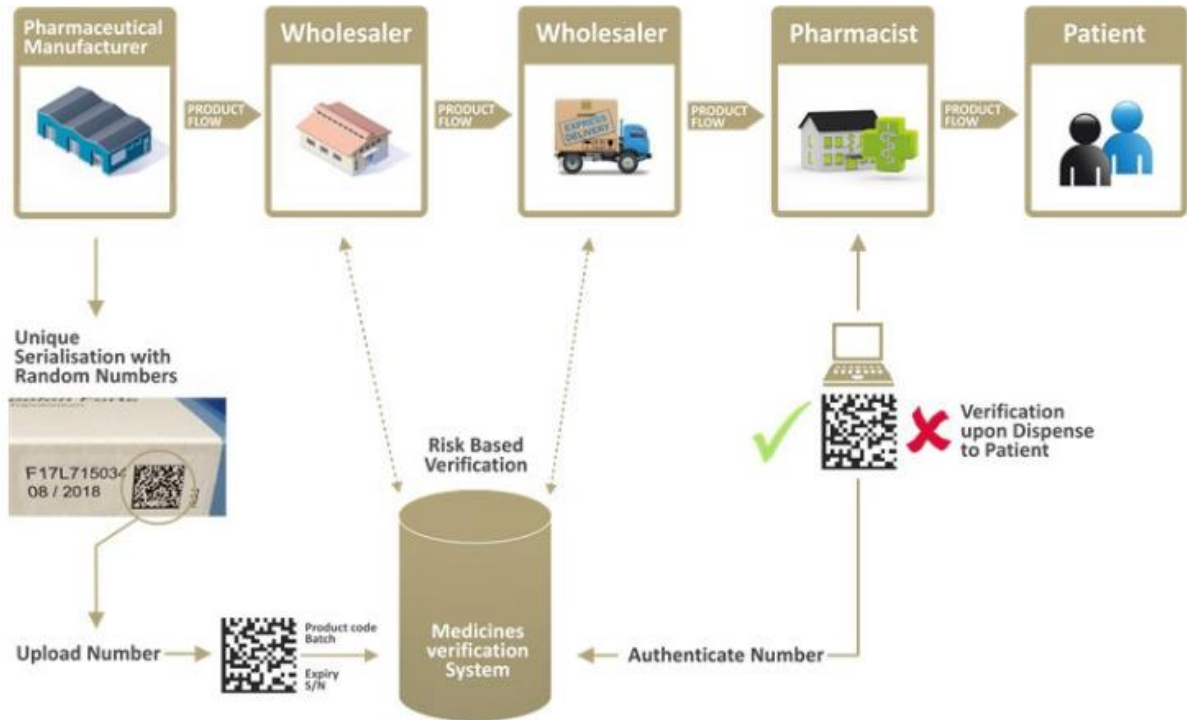 Pharmaceutical
Manufacturer
Wholesaler
Wholesaler
Pharmacist
Patient
PRODUCT
FLOW
PRODUCT
FLOW
EXPRESS
DELIVERY
PRODUCT
FLOW
PRODUCT
FLOW
Unique
Serialisation with
Random Numbers
F17L715034
08 / 2018
Risk Based
Verification
Verification
upon Dispense
to Patient
Upload Number
Product code
Batch
Expiry
S/N
Medicines
verification
System
Authenticate Number